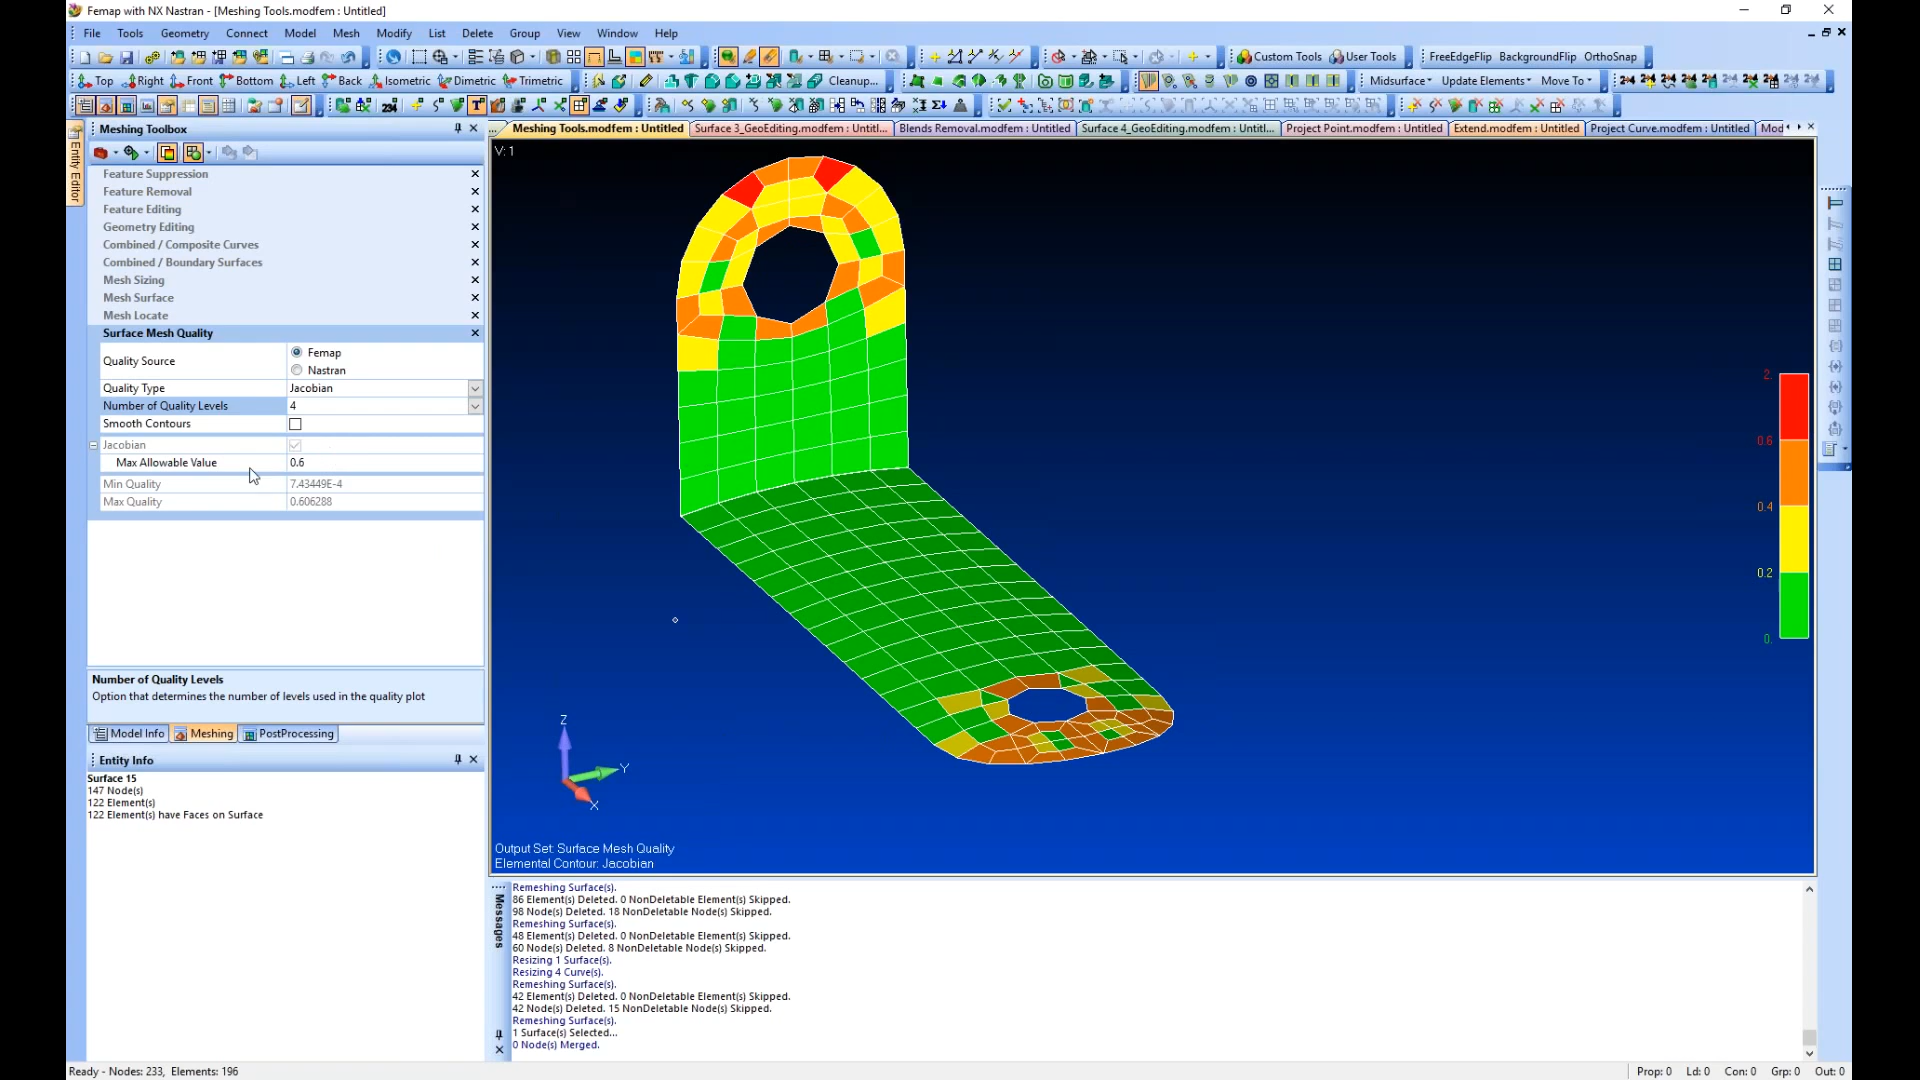 Femap with NX Nastran - [Meshing Tools.modfem : Untitled]
File Tools Geometry Connect Model Mesh Modify List Delete Group View Window Help
Custom Tools User Tools FreeEdgeFlip BackgroundFlip OrthoSnap
Top Right Front Bottom Left Back Isometric Dimetric Trimetric Cleanup... Midsurface Update Elements Move To
Meshing Toolbox
... Meshing Tools.modfem : Untitled Surface 3_GeoEditing.modfem : Untitl... Blends Removal.modfem : Untitled Surface 4_GeoEditing.modfem : Untitl... Project Point.modfem : Untitled Extend.modfem : Untitled Project Curve.modfem : Untitled Mod
Entity Editor
V:1
Feature Suppression
Feature Removal
Feature Editing
Geometry Editing
Combined / Composite Curves
Combined / Boundary Surfaces
Mesh Sizing
Mesh Surface
Mesh Locate
Surface Mesh Quality
Quality Source Femap
Nastran
Quality Type Jacobian
Number of Quality Levels 4
Smooth Contours
Jacobian
Max Allowable Value 0.6
Min Quality 7.43449E-4
Max Quality 0.606288
2.
0.6
0.4
0.2
0.
Number of Quality Levels
Option that determines the number of levels used in the quality plot
Model Info Meshing PostProcessing
Entity Info
Surface 15
147 Node(s)
122 Element(s)
122 Element(s) have Faces on Surface
Z
Y
X
Output Set: Surface Mesh Quality
Elemental Contour: Jacobian
Messages
Remeshing Surface(s).
86 Element(s) Deleted. 0 NonDeletable Element(s) Skipped.
98 Node(s) Deleted. 18 NonDeletable Node(s) Skipped.
Remeshing Surface(s).
48 Element(s) Deleted. 0 NonDeletable Element(s) Skipped.
60 Node(s) Deleted. 8 NonDeletable Node(s) Skipped.
Resizing 1 Surface(s).
Resizing 4 Curve(s).
Remeshing Surface(s).
42 Element(s) Deleted. 0 NonDeletable Element(s) Skipped.
42 Node(s) Deleted. 15 NonDeletable Node(s) Skipped.
Remeshing Surface(s).
1 Surface(s) Selected...
0 Node(s) Merged.
Ready - Nodes: 233, Elements: 196
Prop: 0 Ld: 0 Con: 0 Grp: 0 Out: 0